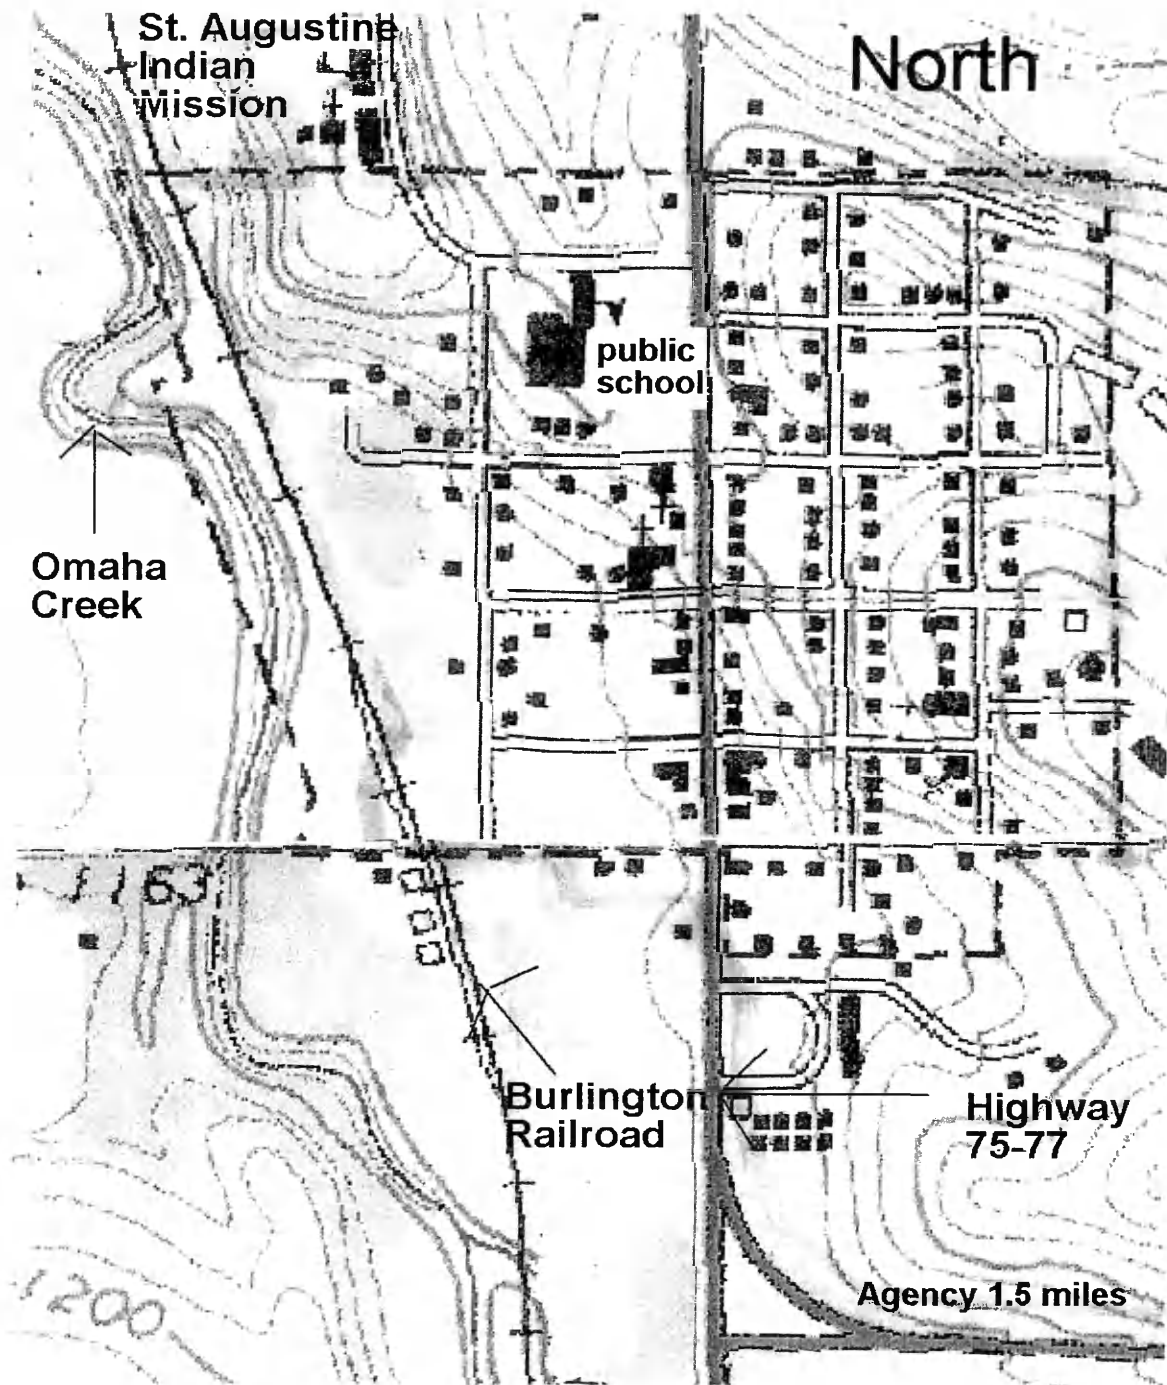 St. Augustine
Indian
Mission
North
public
school
Omaha
Creek
1163
Burlington
Railroad
Highway
75-77
1200
Agency 1.5 miles